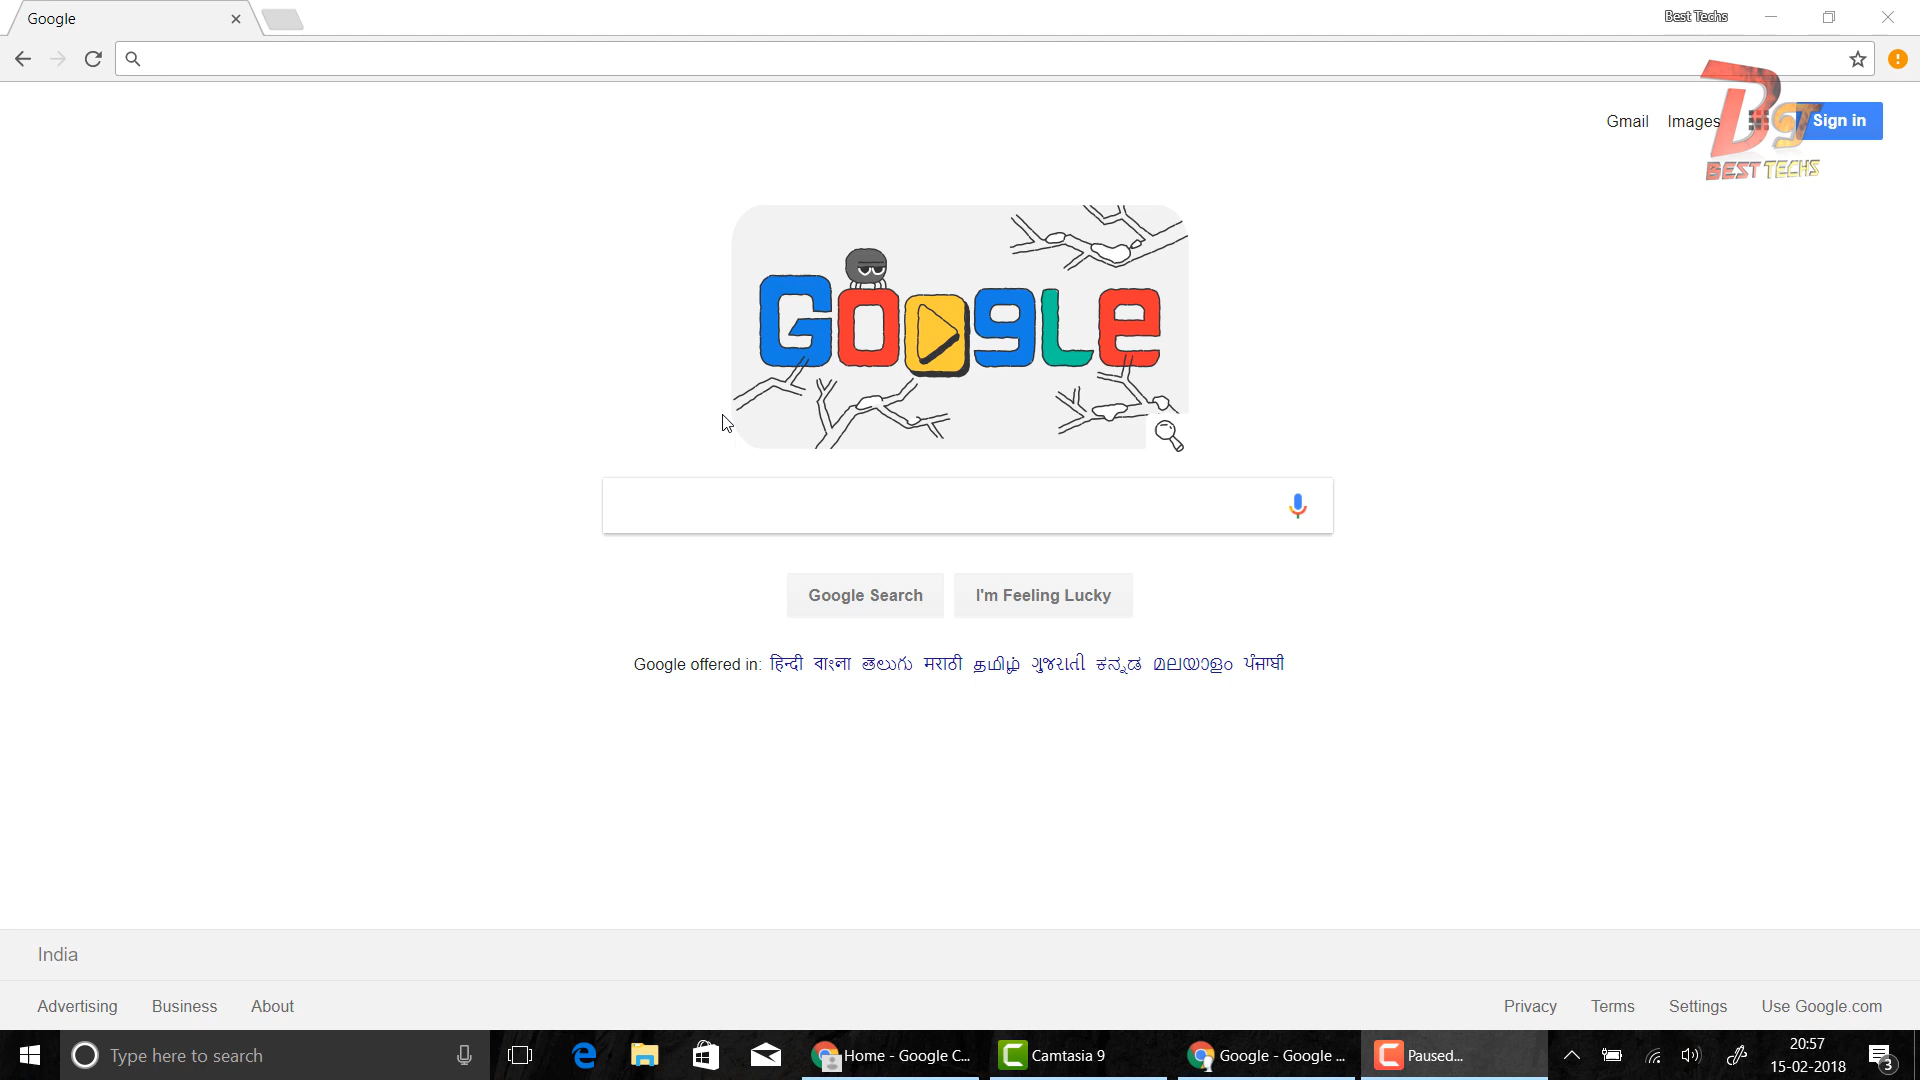 Google
Best Techs
Gmail Images Sign in
BEST TECHS
Google
Google Search I'm Feeling Lucky
Google offered in: हिन्दी বাংলা తెలుగు मराठी தமிழ் ગુજરાતી ಕನ್ನಡ മലയാളം ਪੰਜਾਬੀ
India
Advertising Business About Privacy Terms Settings Use Google.com
Type here to search Home - Google C... Camtasia 9 Google - Google ... Paused... 20:57
15-02-2018 3